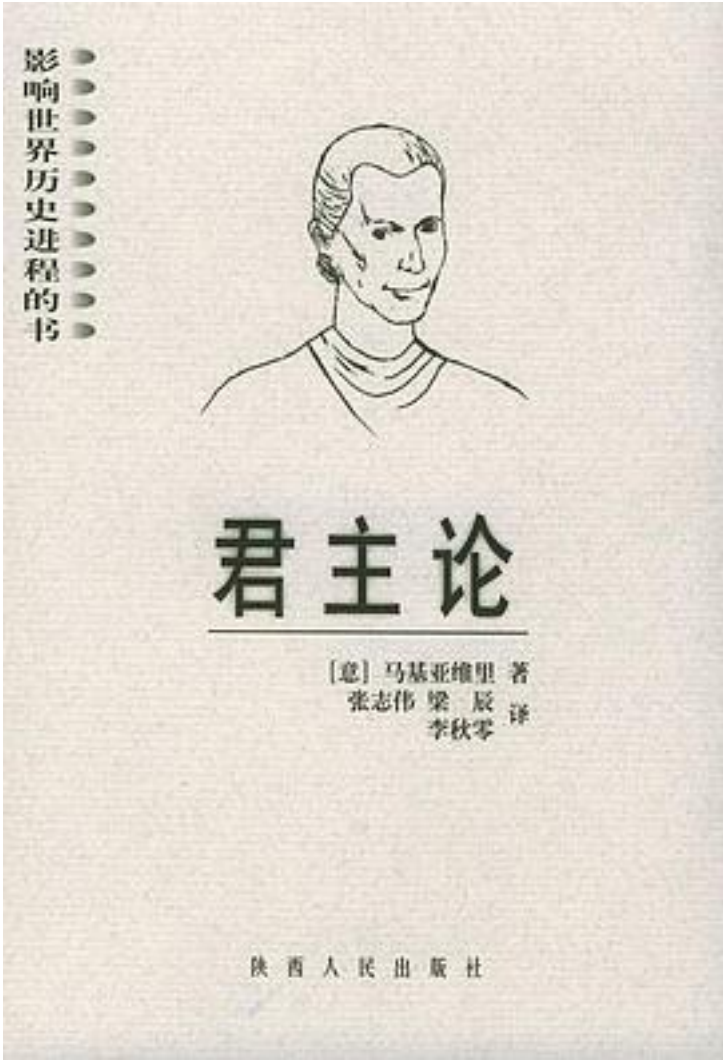 影响世界历史进程的书
君主论
[意] 马基亚维里 著
张志伟 梁 辰
李秋零 译
陕西人民出版社